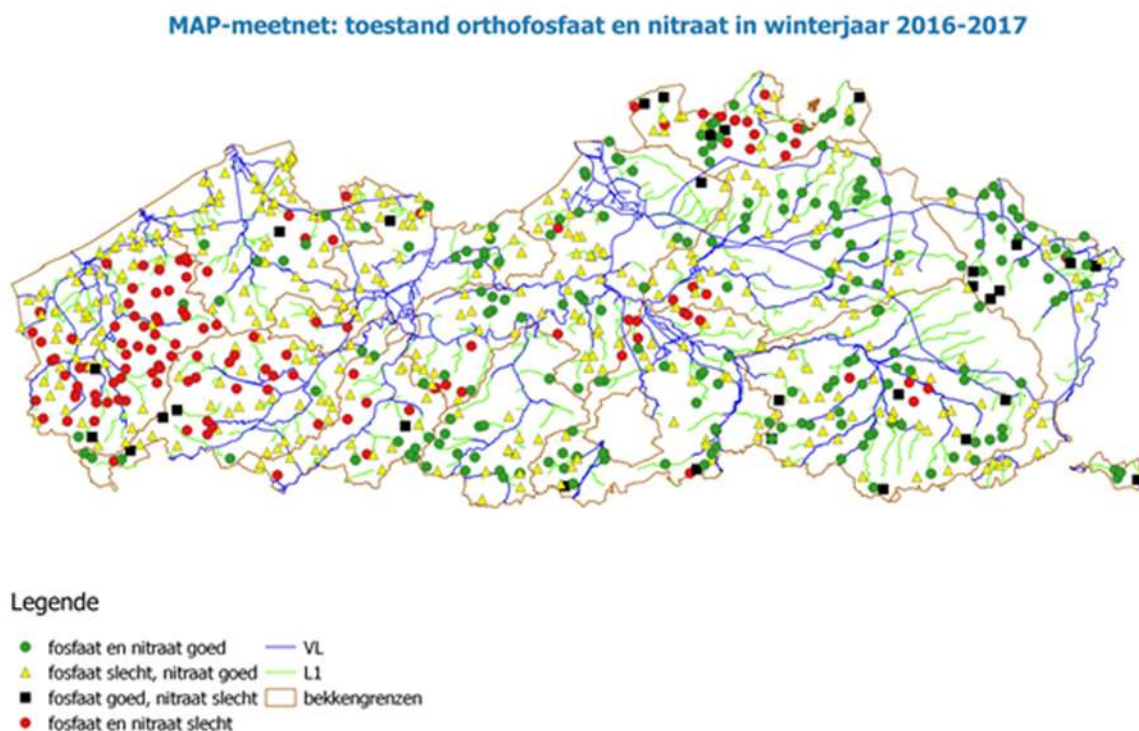 MAP-meetnet: toestand orthofosfaat en nitraat in winterjaar 2016-2017
Legende
fosfaat en nitraat goed
fosfaat slecht, nitraat goed
fosfaat goed, nitraat slecht
fosfaat en nitraat slecht
VL
L1
bekkengrenzen